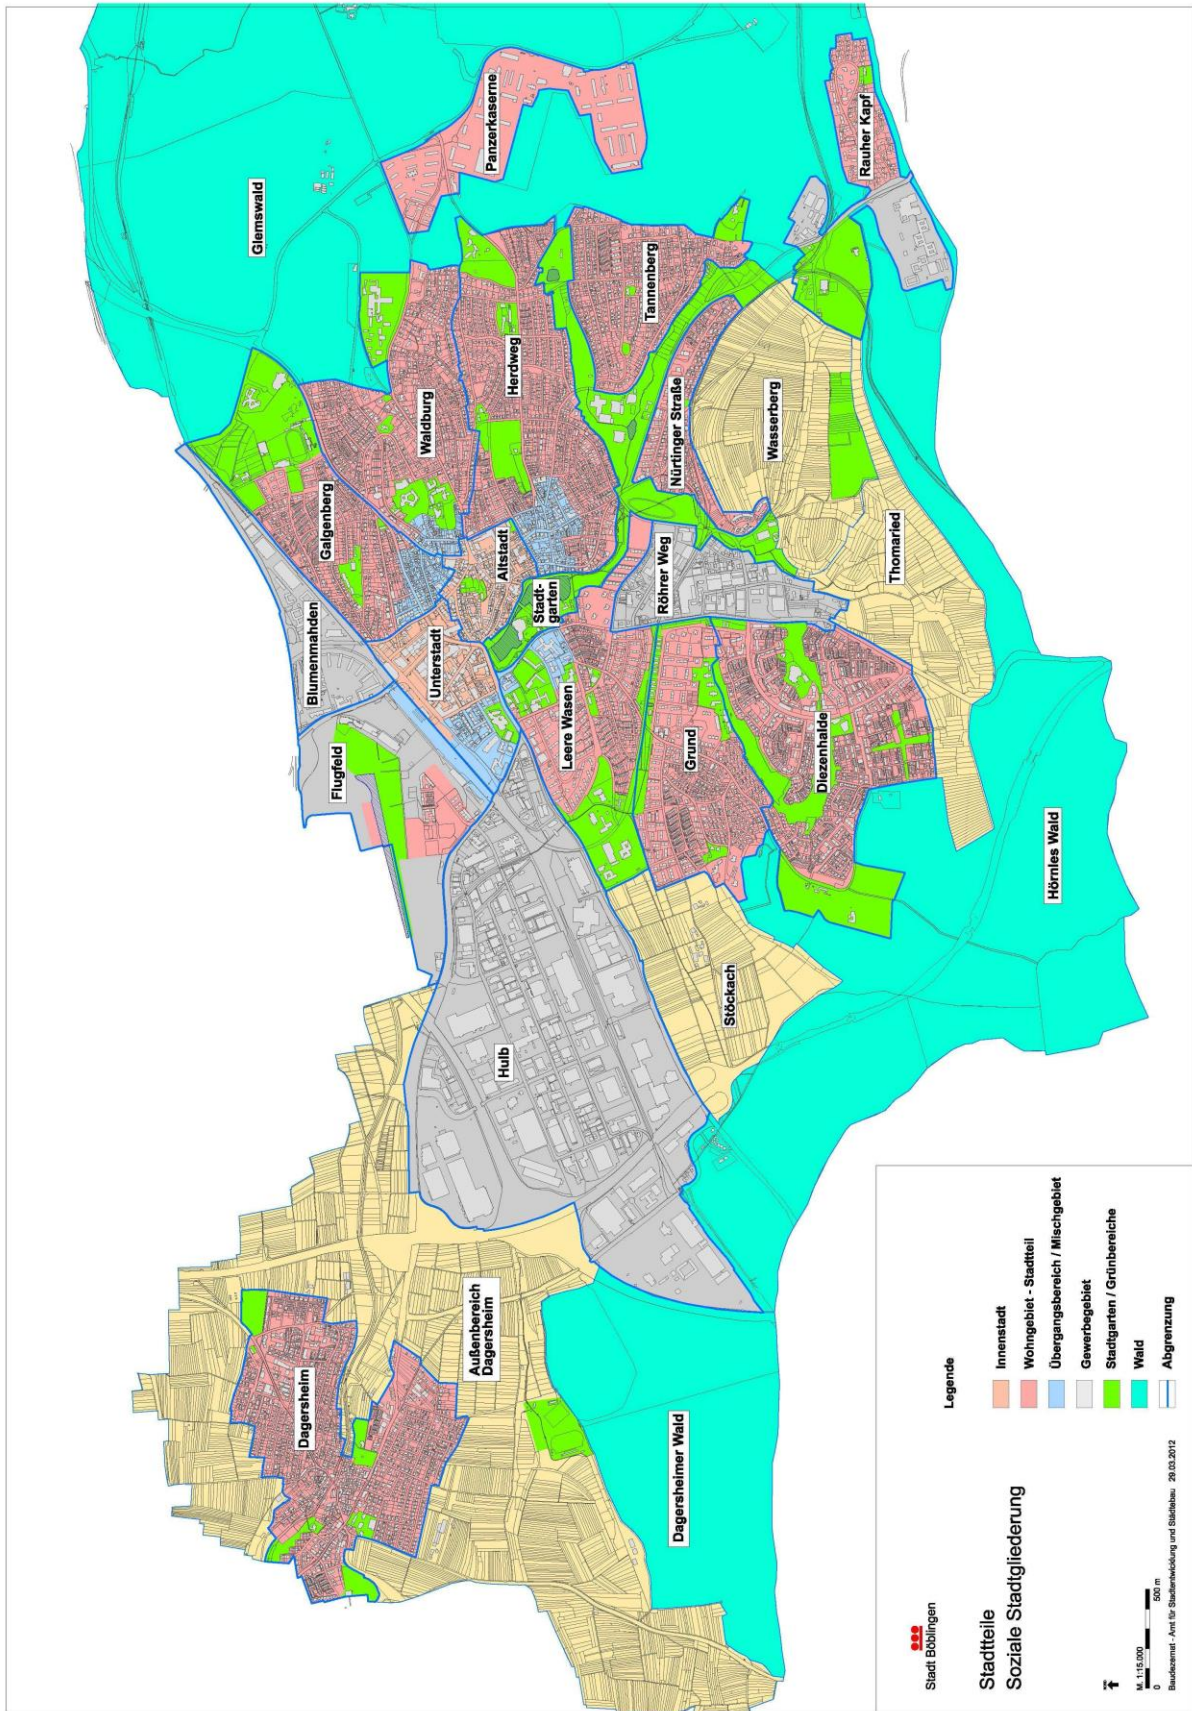 Glemswald
Panzerkaserne
Rauher Kapf
Galgenberg
Waldburg
Herdweg
Tannenberg
Nürtinger Straße
Wasserberg
Thomaried
Blumenmahden
Unterstadt
Altstadt
Stadt-
garten
Röhrer Weg
Flugfeld
Leere Wasen
Grund
Diezenhalde
Hörnles Wald
Hulb
Stöckach
Dagersheim
Außenbereich
Dagersheim
Dagersheimer Wald
Stadt Böblingen
Stadtteile
Soziale Stadtgliederung
M. 1:15.000
0 500 m
Baudezernat - Amt für Stadtentwicklung und Städtebau 29.03.2012
Legende
Innenstadt
Wohngebiet - Stadtteil
Übergangsbereich / Mischgebiet
Gewerbegebiet
Stadtgarten / Grünbereiche
Wald
Abgrenzung